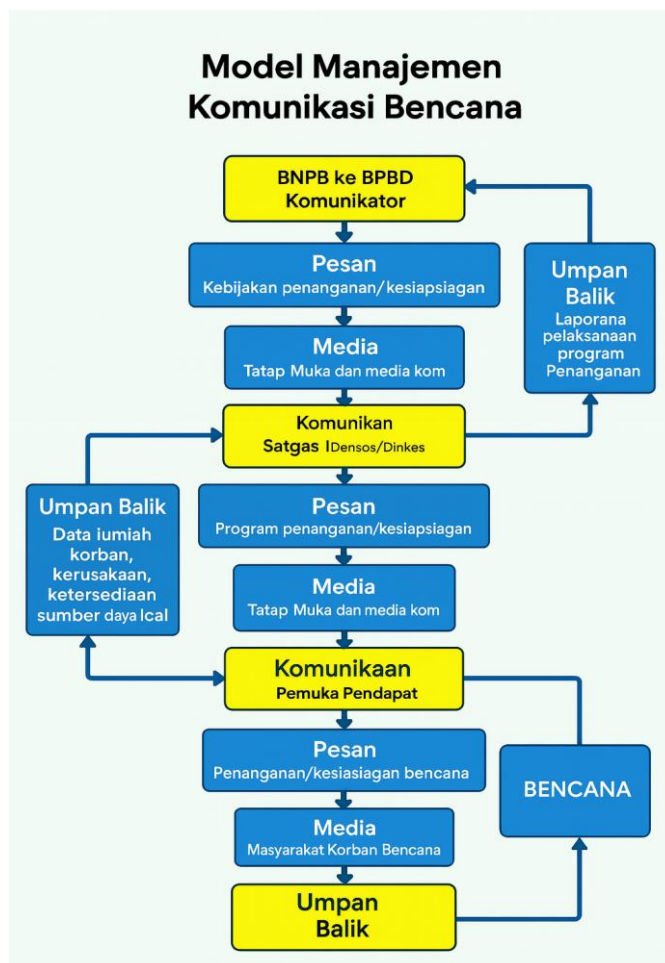 Model Manajemen
Komunikasi Bencana
BNPB ke BPBD
Komunikator
Pesan
Kebijakan penanganan/kesiapsiagan
Media
Tatap Muka dan media kom
Umpan
Balik
Laporana
pelaksanaan
program
Penanganan
Komunikan
Satgas IDensos/Dinkes
Umpan Balik
Data iumiah
korban,
kerusakaan,
ketersediaan
sumber daya lcal
Pesan
Program penanganan/kesiapsiagan
Media
Tatap Muka dan media kom
Komunikaan
Pemuka Pendapat
Pesan
Penanganan/kesiasiagan bencana
BENCANA
Media
Masyarakat Korban Bencana
Umpan
Balik